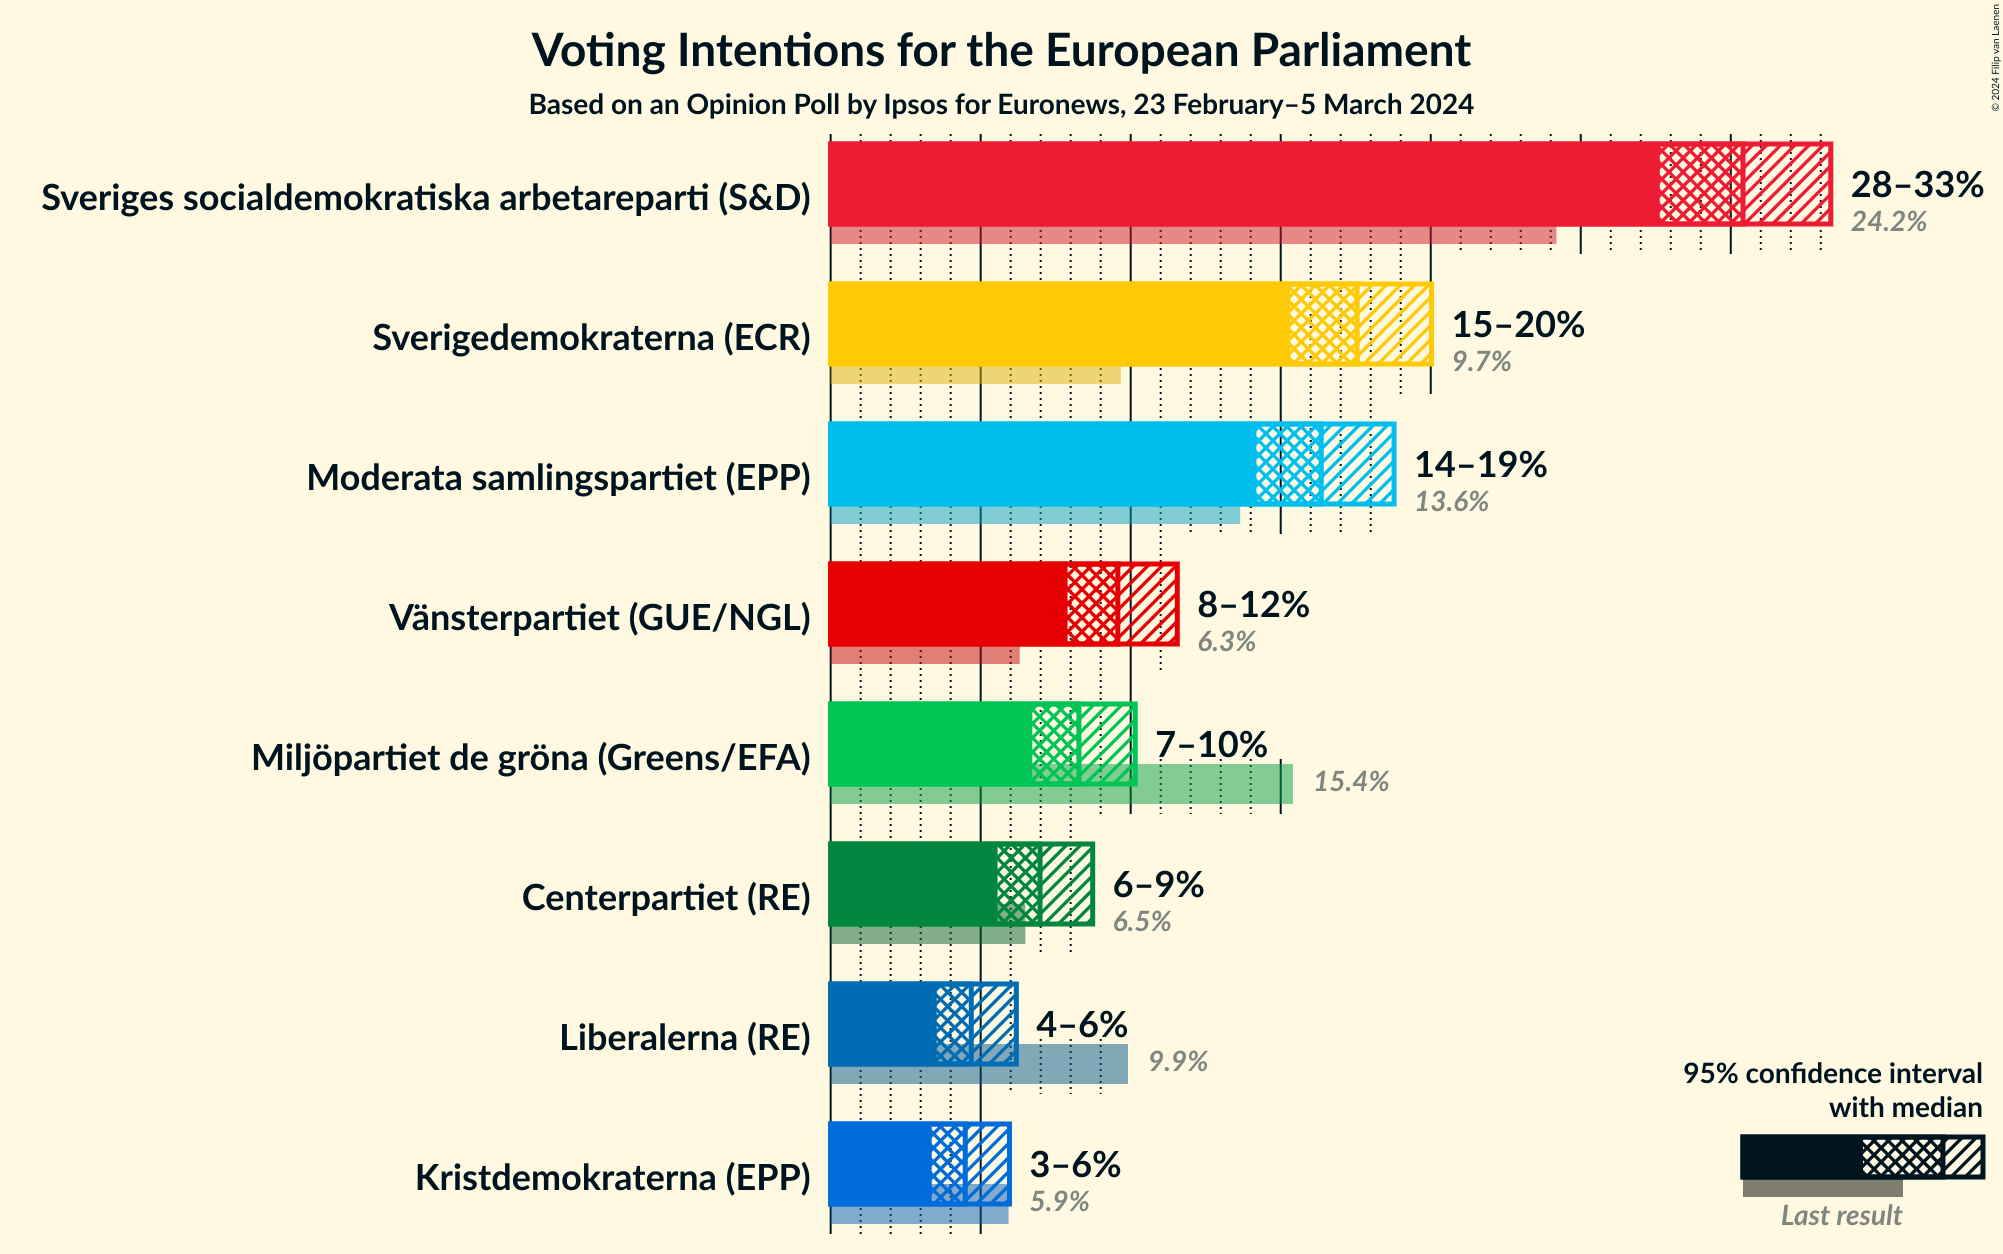 Voting Intentions for the European Parliament
Based on an Opinion Poll by Ipsos for Euronews, 23 February–5 March 2024
© 2024 Filip van Laenen
Sveriges socialdemokratiska arbetareparti (S&D)
28–33%
24.2%
Sverigedemokraterna (ECR)
15–20%
9.7%
Moderata samlingspartiet (EPP)
14–19%
13.6%
Vänsterpartiet (GUE/NGL)
8–12%
6.3%
Miljöpartiet de gröna (Greens/EFA)
7–10%
15.4%
Centerpartiet (RE)
6–9%
6.5%
Liberalerna (RE)
4–6%
9.9%
Kristdemokraterna (EPP)
3–6%
5.9%
95% confidence interval
with median
Last result